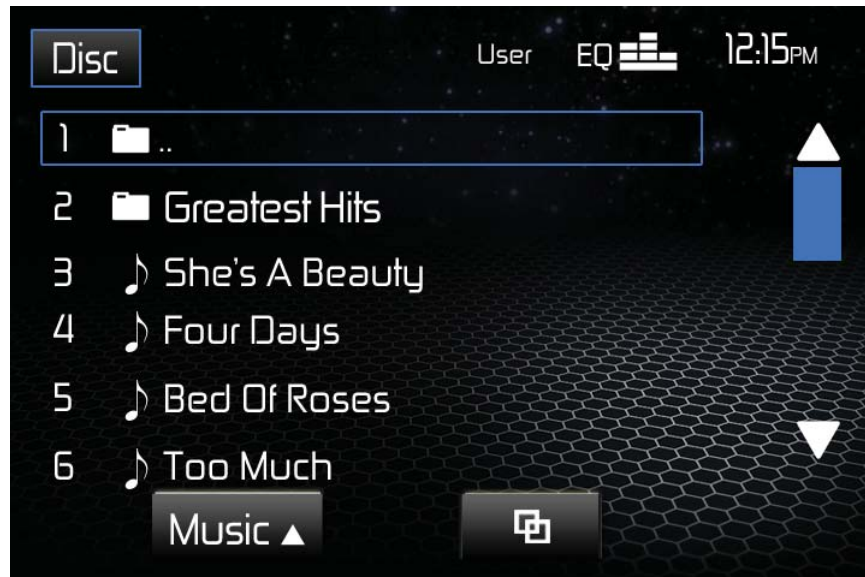 Disc User EQ 12:15PM
1 ..
2 Greatest Hits
3 She's A Beauty
4 Four Days
5 Bed Of Roses
6 Too Much
Music ▲